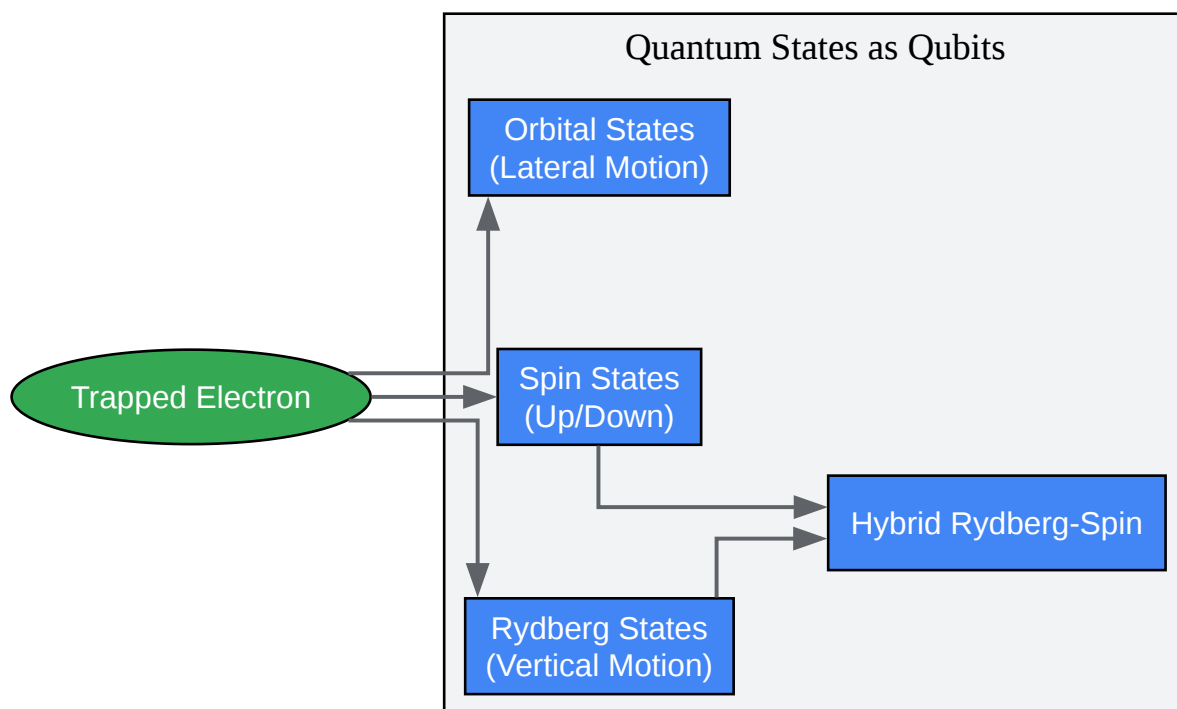 Quantum States as Qubits
Orbital States
(Lateral Motion)
Trapped Electron
Spin States
(Up/Down)
Hybrid Rydberg-Spin
Rydberg States
(Vertical Motion)